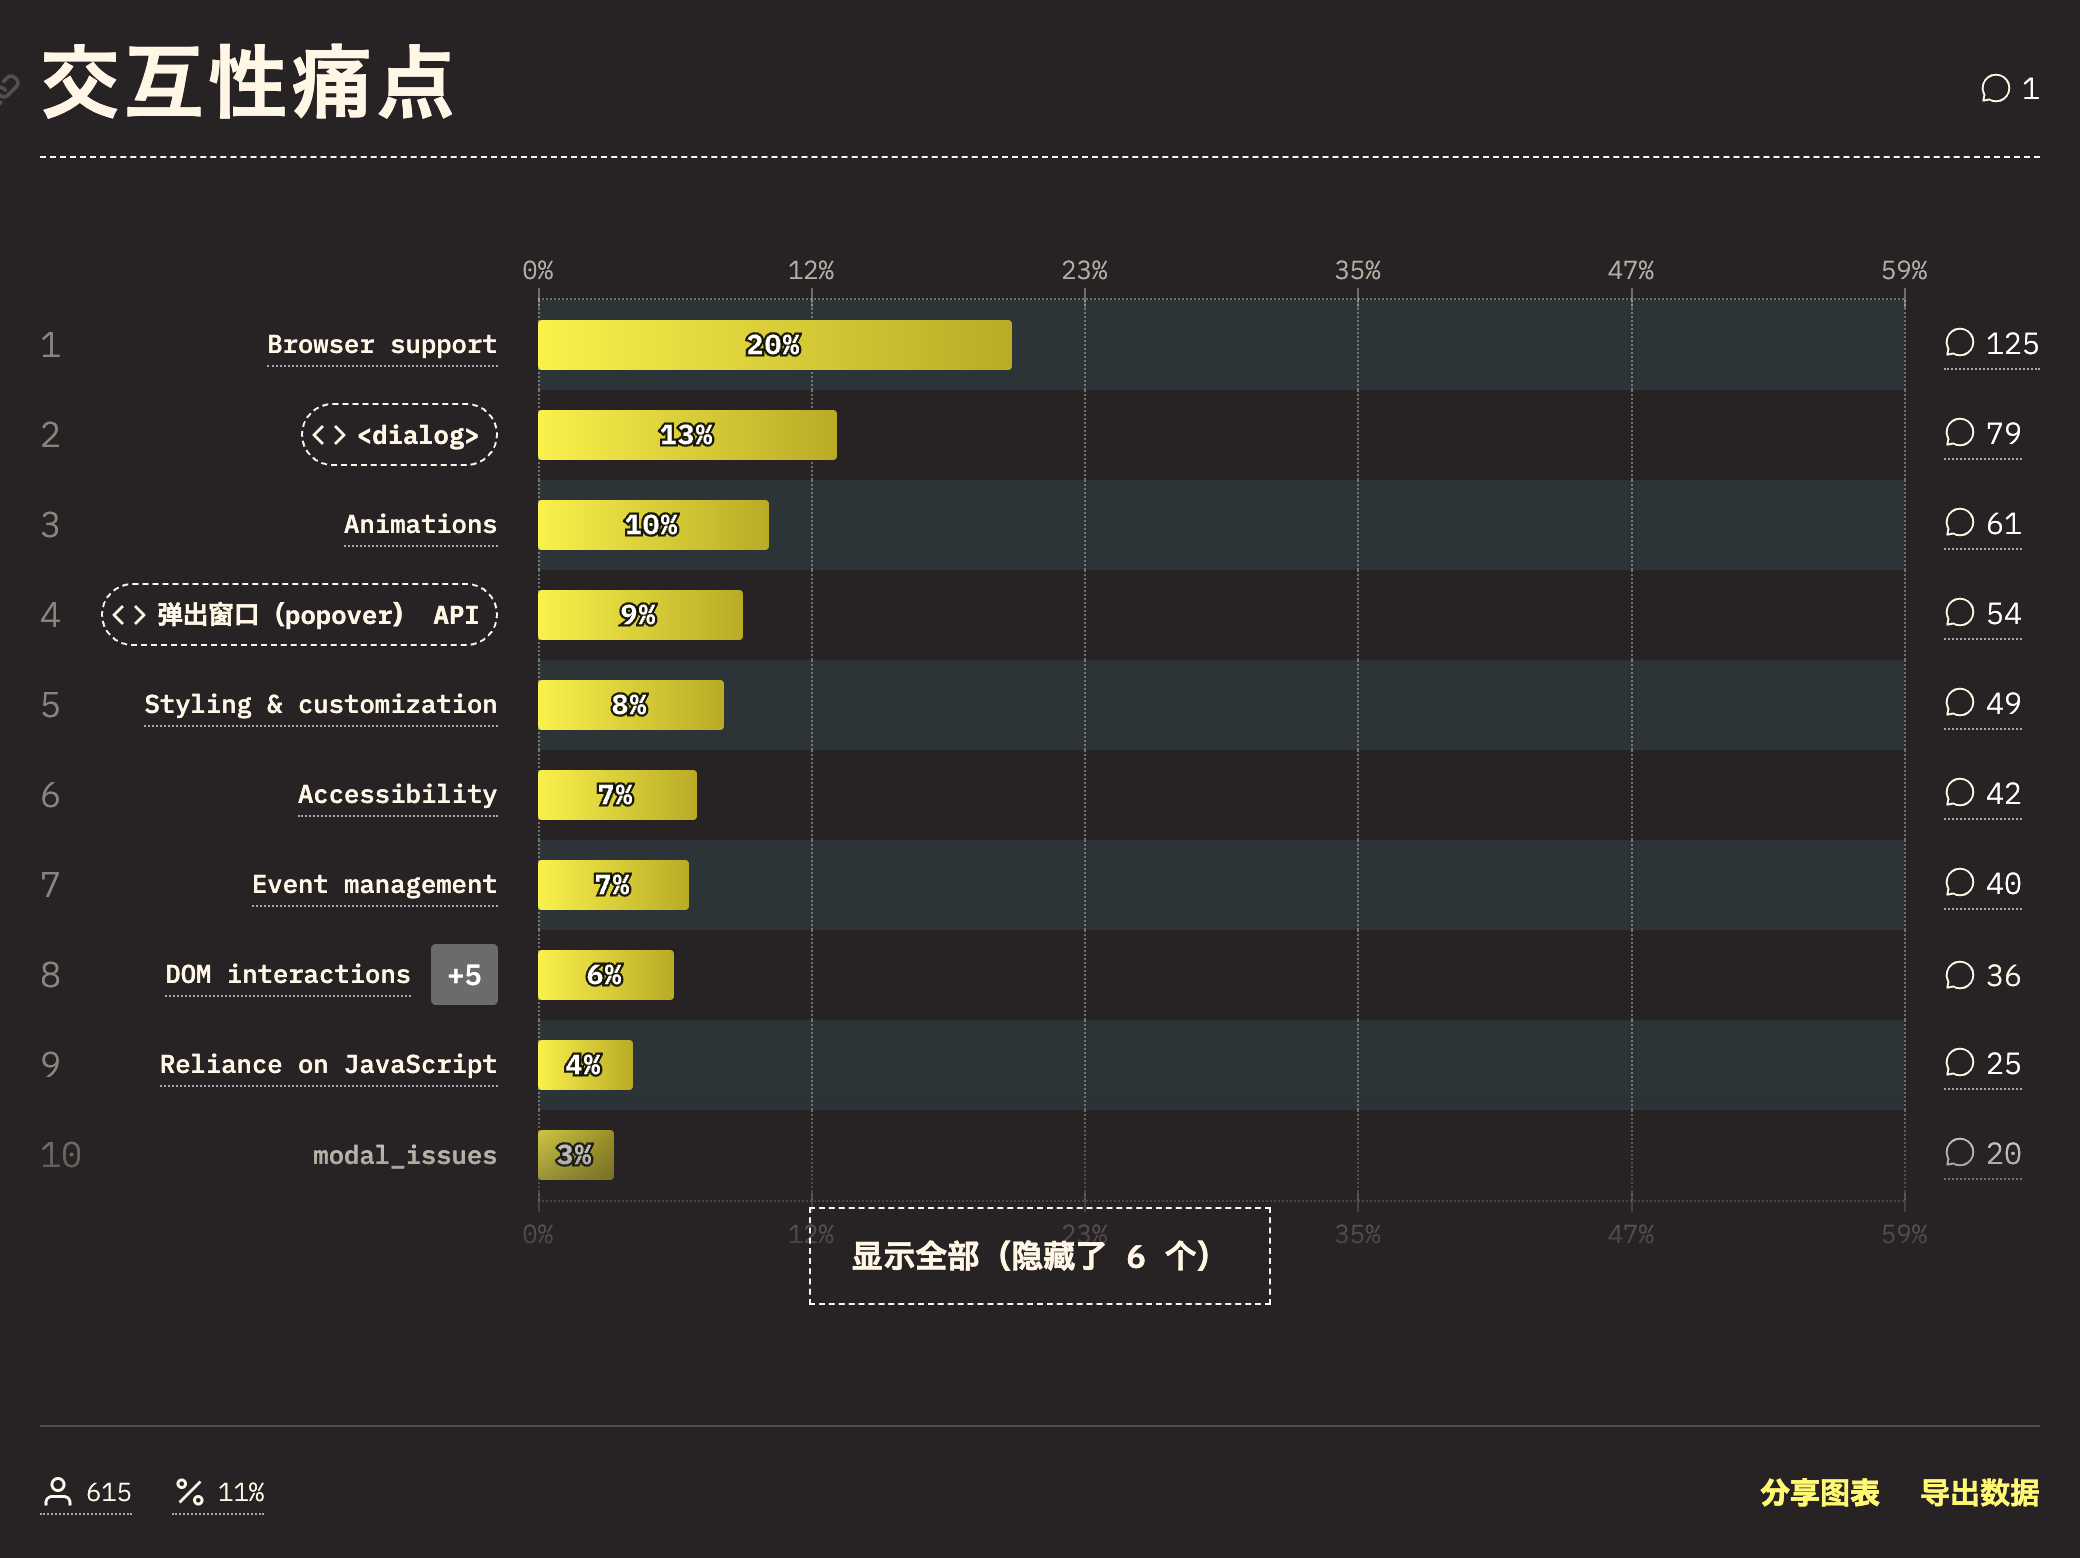 交互性痛点
1
0% 12% 23% 35% 47% 59%
1 Browser support 20% 125
2 <dialog> 13% 79
3 Animations 10% 61
4 弹出窗口（popover） API 9% 54
5 Styling & customization 8% 49
6 Accessibility 7% 42
7 Event management 7% 40
8 DOM interactions +5 6% 36
9 Reliance on JavaScript 4% 25
10 modal_issues 3% 20
0% 12% 23% 35% 47% 59%
显示全部（隐藏了 6 个）
615 11% 分享图表 导出数据